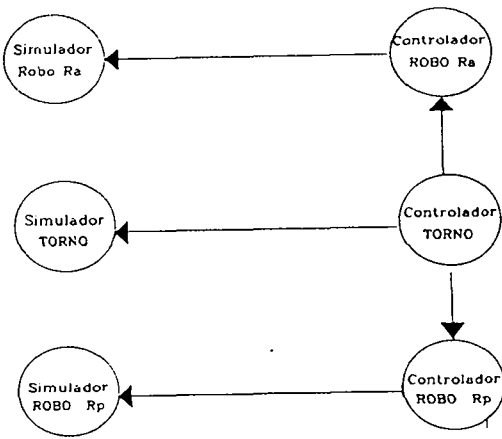 Simulador
Robo Ra
Controlador
ROBO Ra
Simulador
TORNO
Controlador
TORNO
Simulador
ROBO Rp
Controlador
ROBO Rp